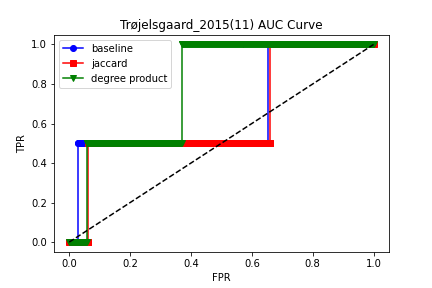 Trøjelsgaard_2015(11) AUC Curve
baseline
jaccard
degree product
TPR
1.0
0.8
0.6
0.4
0.2
0.0
0.0 0.2 0.4 0.6 0.8 1.0
FPR